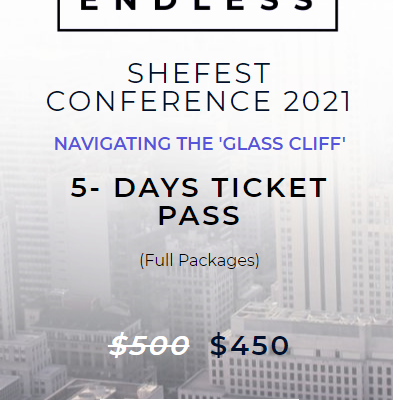 ENDLESS
SHEFEST
CONFERENCE 2021
NAVIGATING THE 'GLASS CLIFF'
5- DAYS TICKET
PASS
(Full Packages)
$500 $450